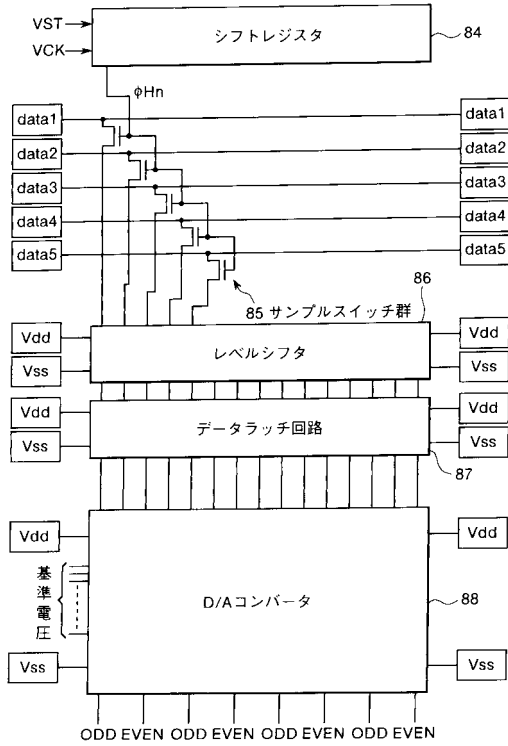 VST
VCK
シフトレジスタ
84
φHn
data1
data1
data2
data2
data3
data3
data4
data4
data5
data5
85 サンプルスイッチ群
86
Vdd
レベルシフタ
Vdd
Vss
Vss
Vdd
データラッチ回路
Vdd
Vss
Vss
87
Vdd
Vdd
基準電圧
D/Aコンバータ
88
Vss
Vss
ODD EVEN ODD EVEN ODD EVEN ODD EVEN